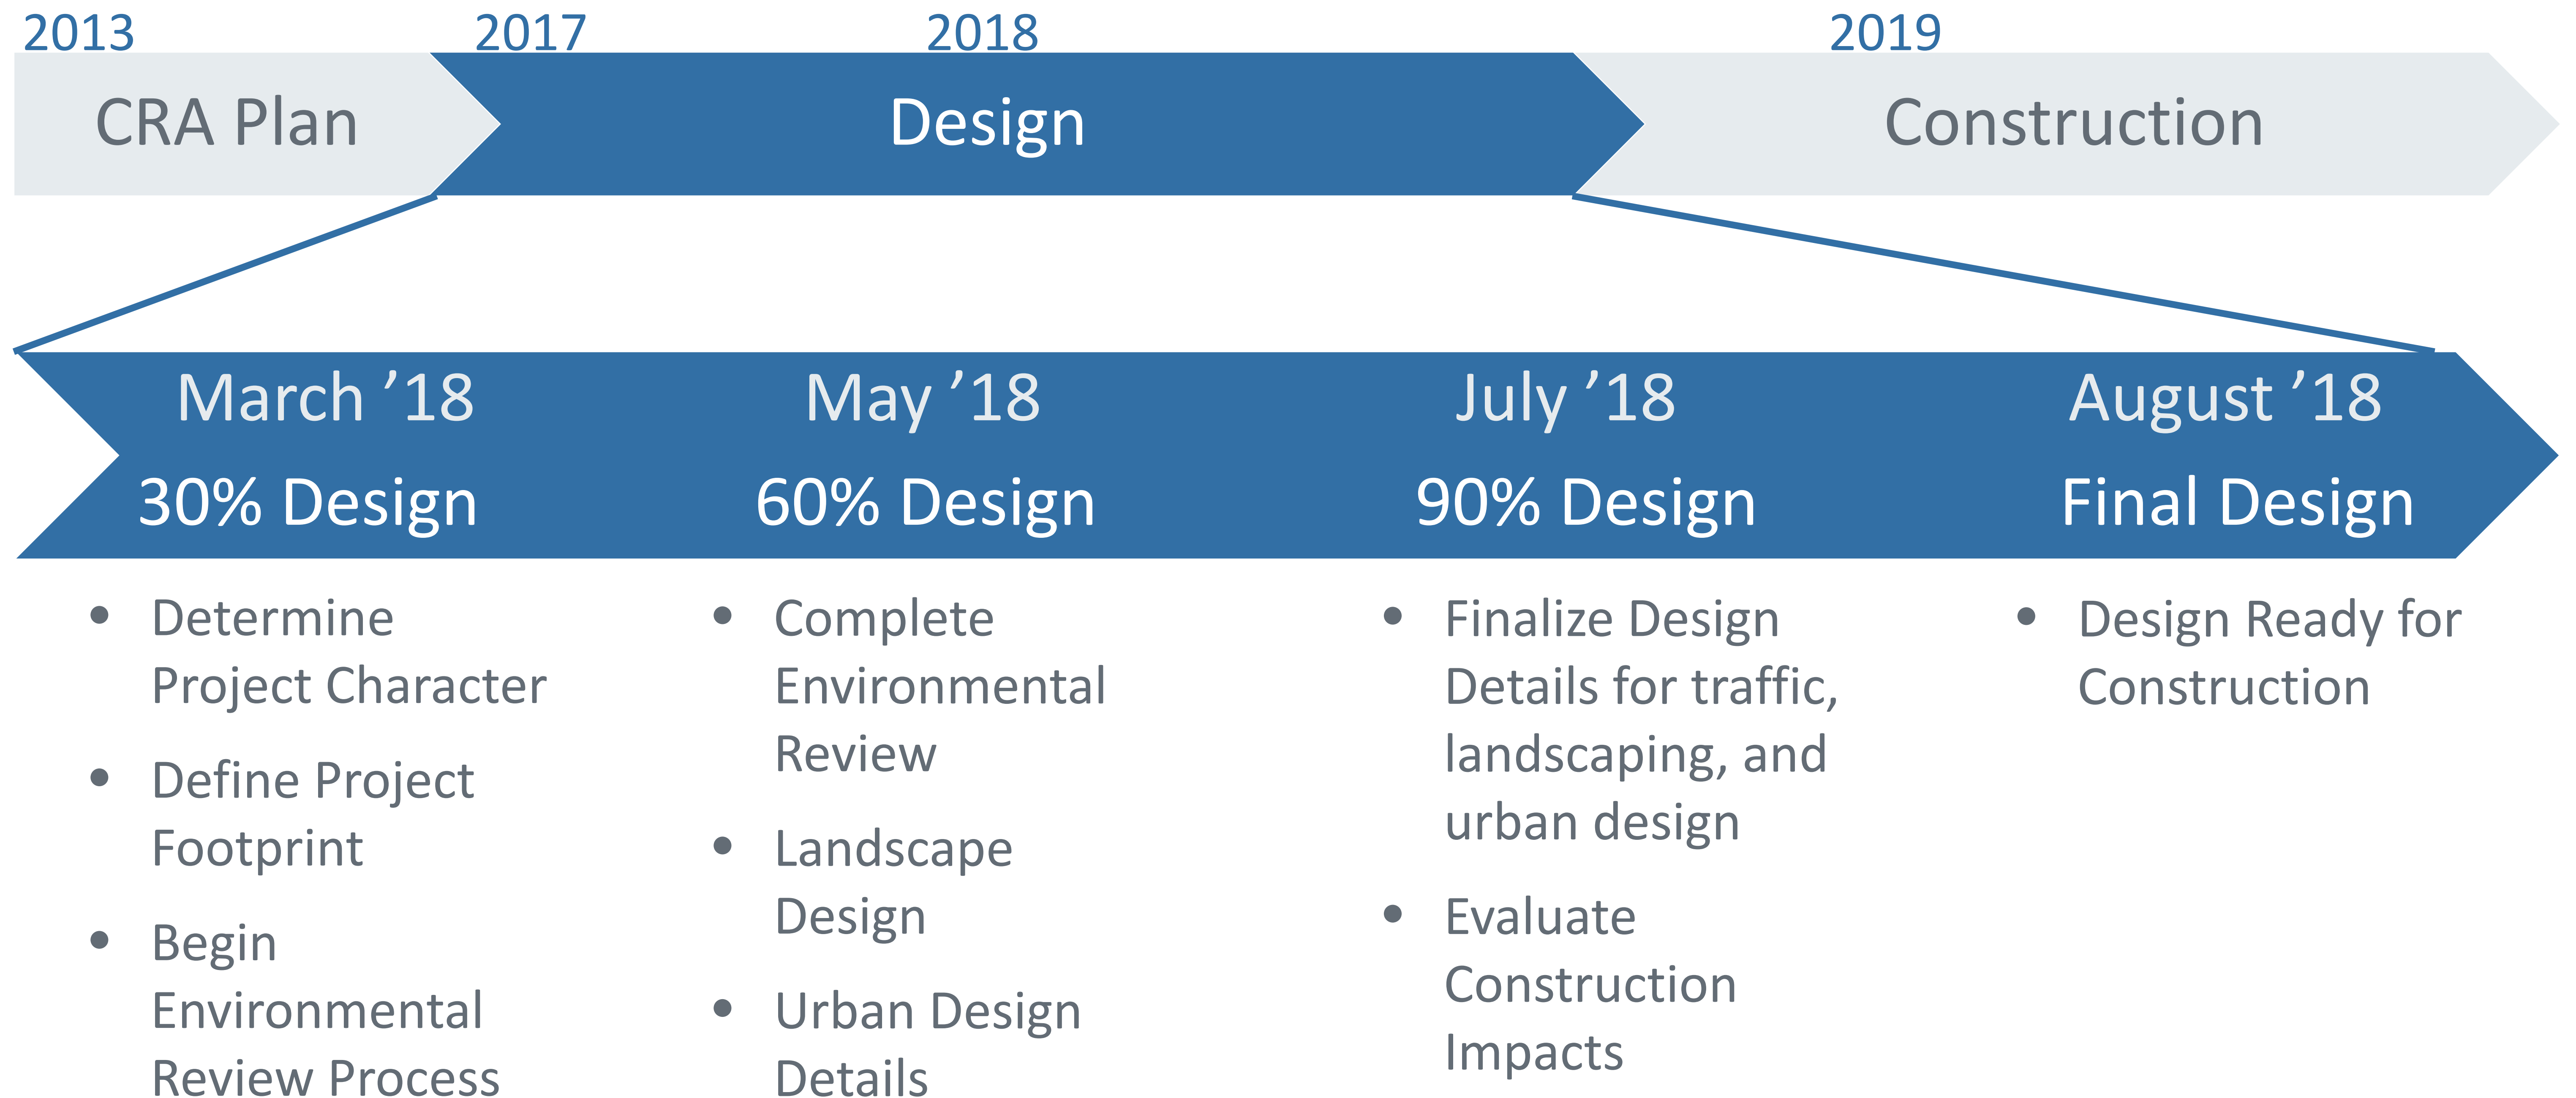 2013 2017 2018 2019
CRA Plan Design Construction
March ’18 May ’18 July ’18 August ’18
30% Design 60% Design 90% Design Final Design
• Determine
Project Character
• Define Project
Footprint
• Begin
Environmental
Review Process
• Complete
Environmental
Review
• Landscape
Design
• Urban Design
Details
• Finalize Design
Details for traffic,
landscaping, and
urban design
• Evaluate
Construction
Impacts
• Design Ready for
Construction